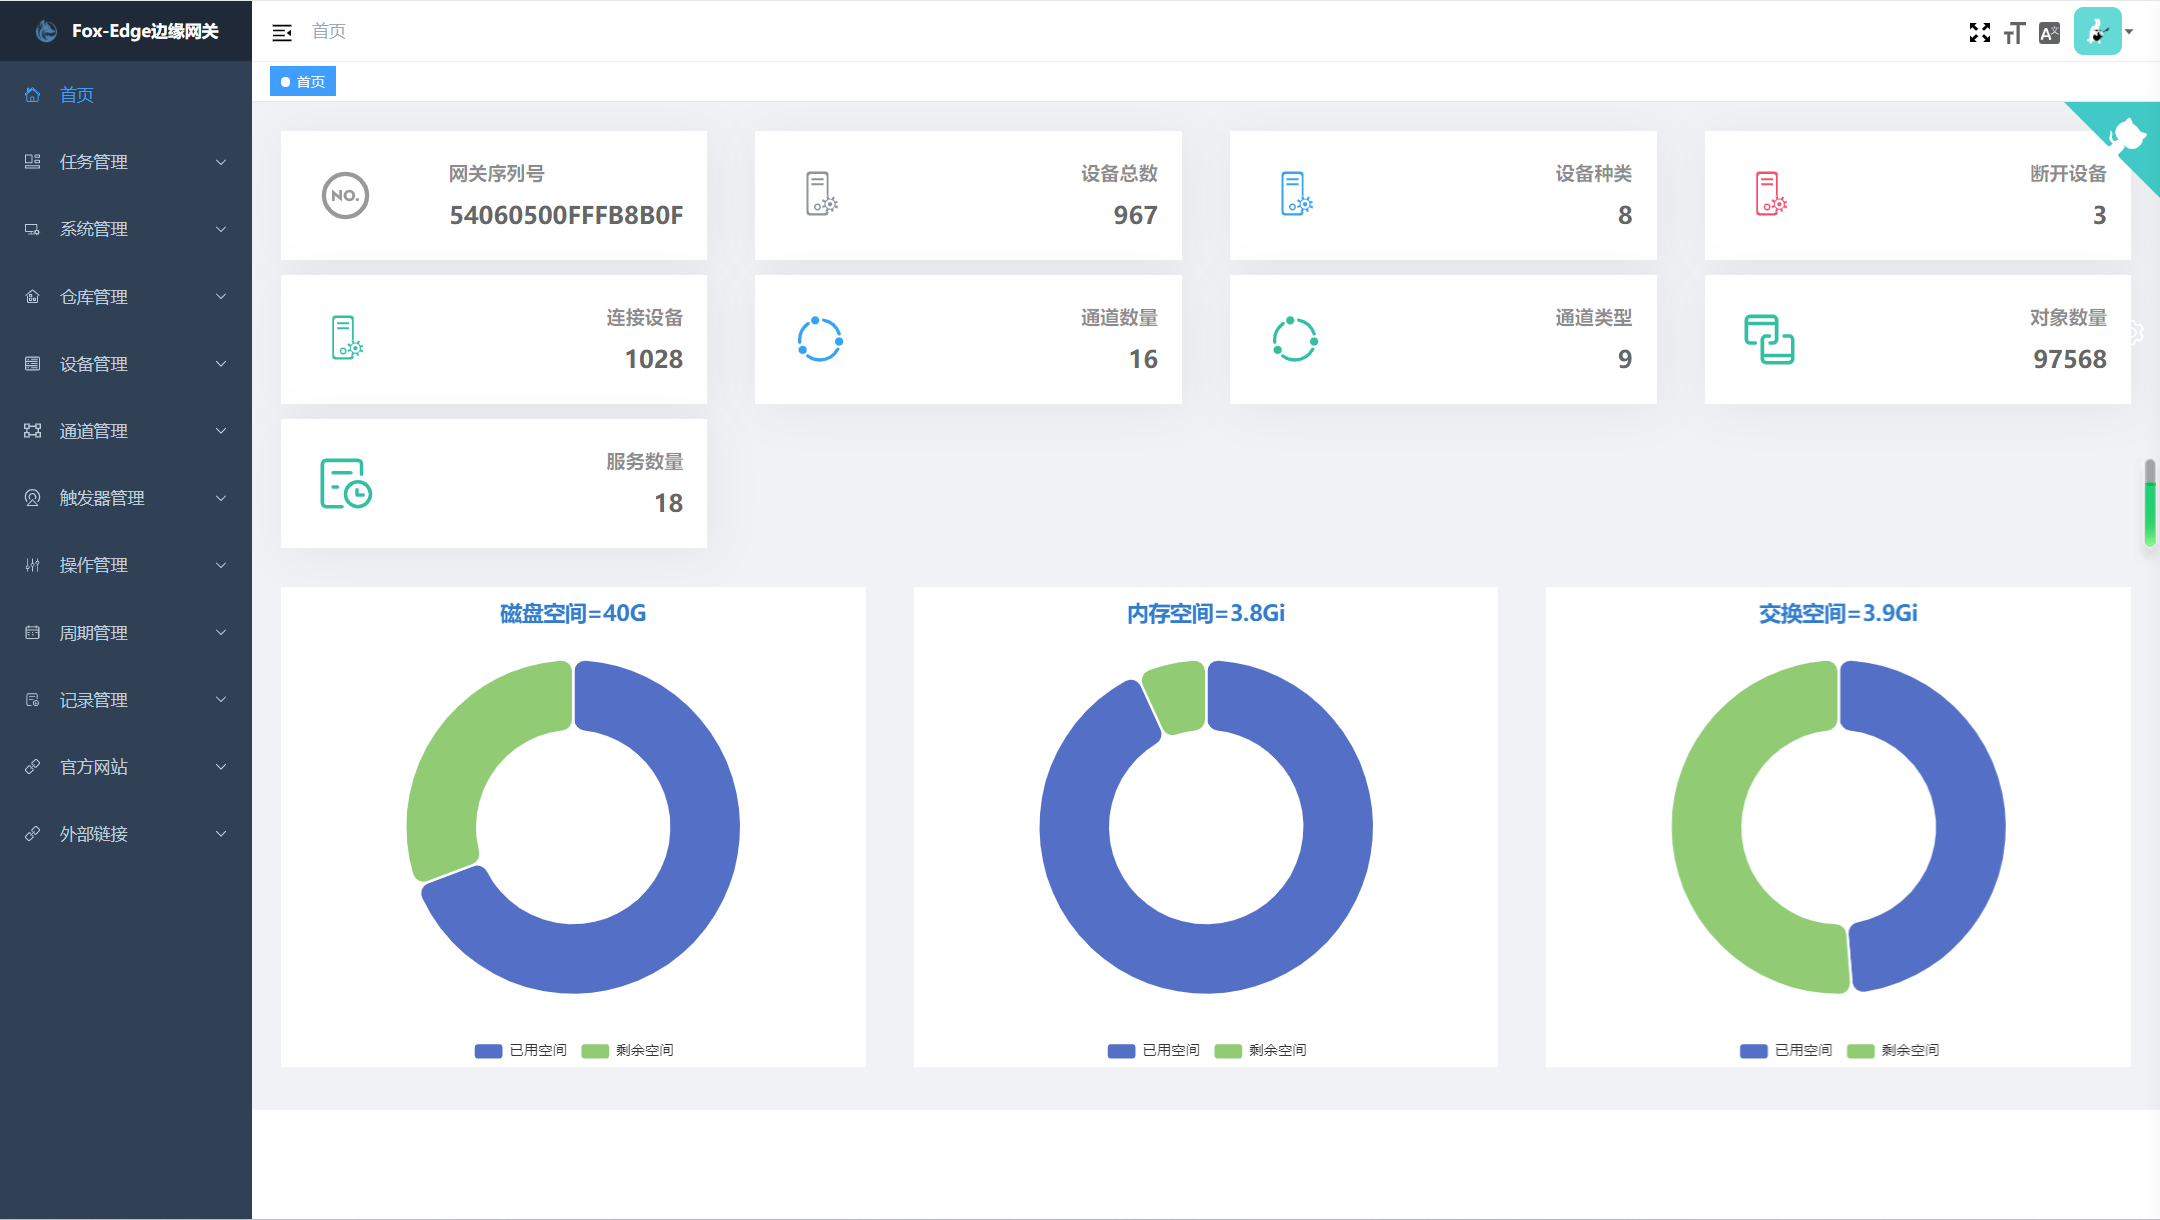 Fox-Edge边缘网关
首页
首页
首页
任务管理
系统管理
仓库管理
设备管理
通道管理
触发器管理
操作管理
周期管理
记录管理
官方网站
外部链接
NO.
网关序列号
54060500FFFB8B0F
设备总数
967
设备种类
8
断开设备
3
连接设备
1028
通道数量
16
通道类型
9
对象数量
97568
服务数量
18
磁盘空间=40G
已用空间 剩余空间
内存空间=3.8Gi
已用空间 剩余空间
交换空间=3.9Gi
已用空间 剩余空间